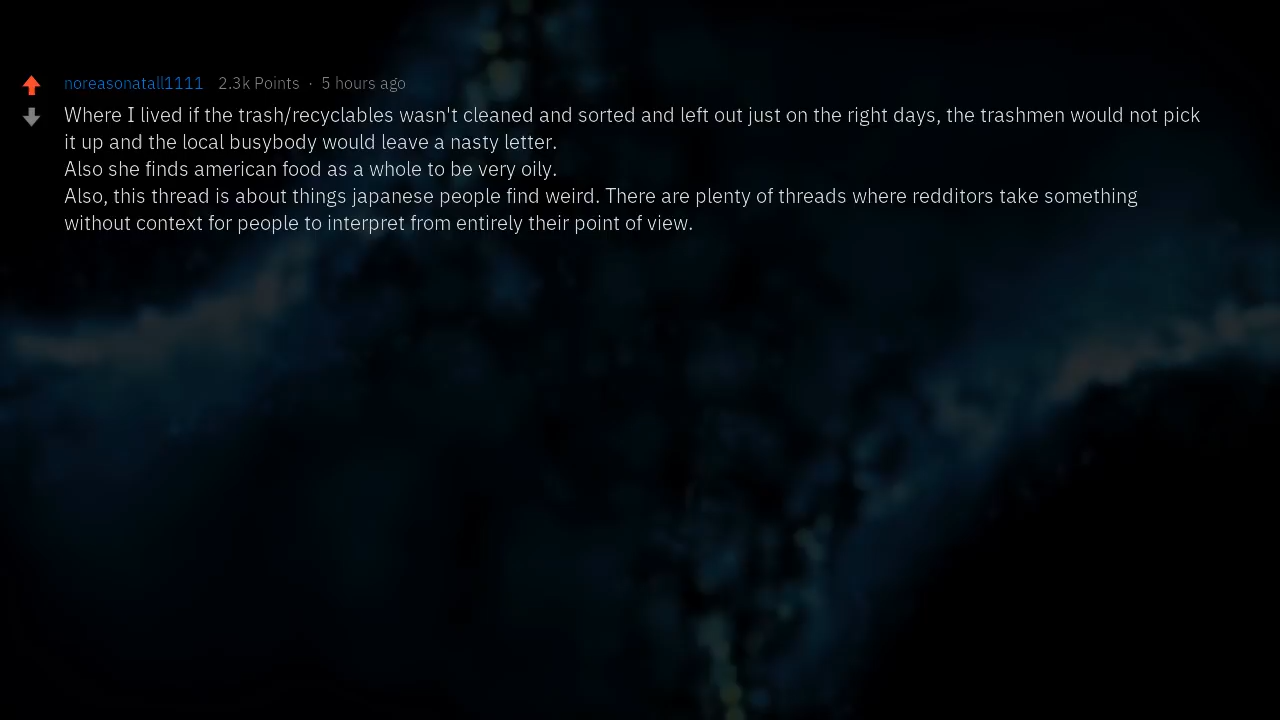 noreasonatall1111 2.3k Points · 5 hours ago
Where I lived if the trash/recyclables wasn't cleaned and sorted and left out just on the right days, the trashmen would not pick
it up and the local busybody would leave a nasty letter.
Also she finds american food as a whole to be very oily.
Also, this thread is about things japanese people find weird. There are plenty of threads where redditors take something
without context for people to interpret from entirely their point of view.